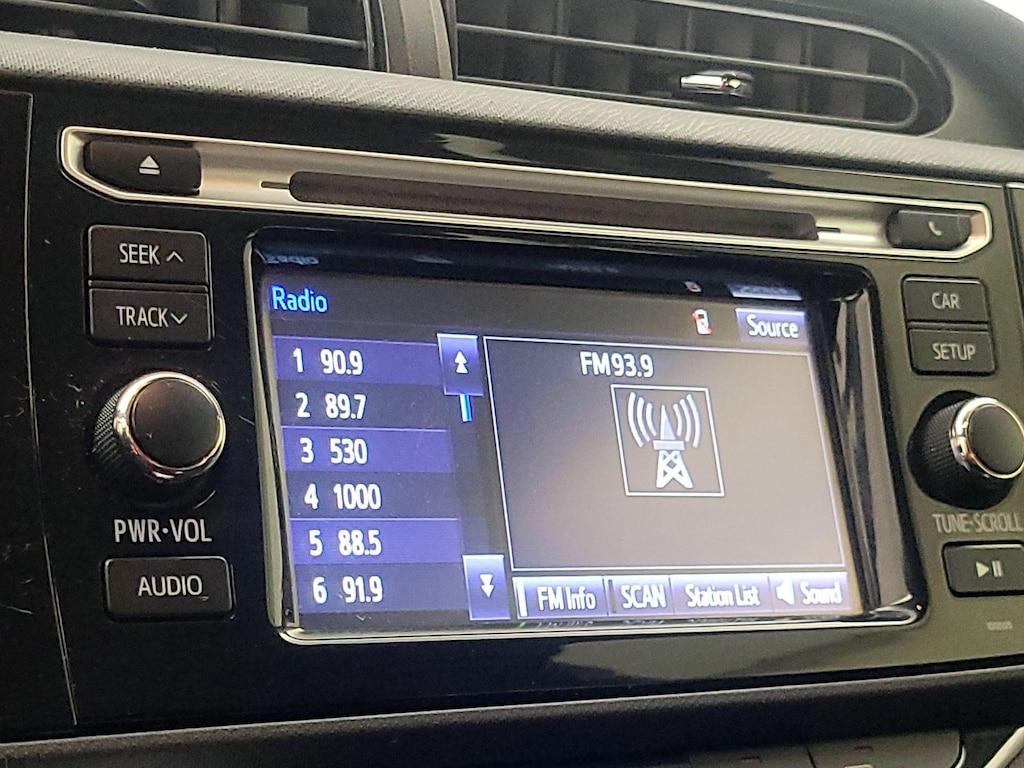 SEEK
TRACK
PWR·VOL
AUDIO
Radio
Source
1 90.9
2 89.7
3 530
4 1000
5 88.5
6 91.9
FM93.9
FM Info
SCAN
Station List
Sound
CAR
SETUP
TUNE·SCROLL